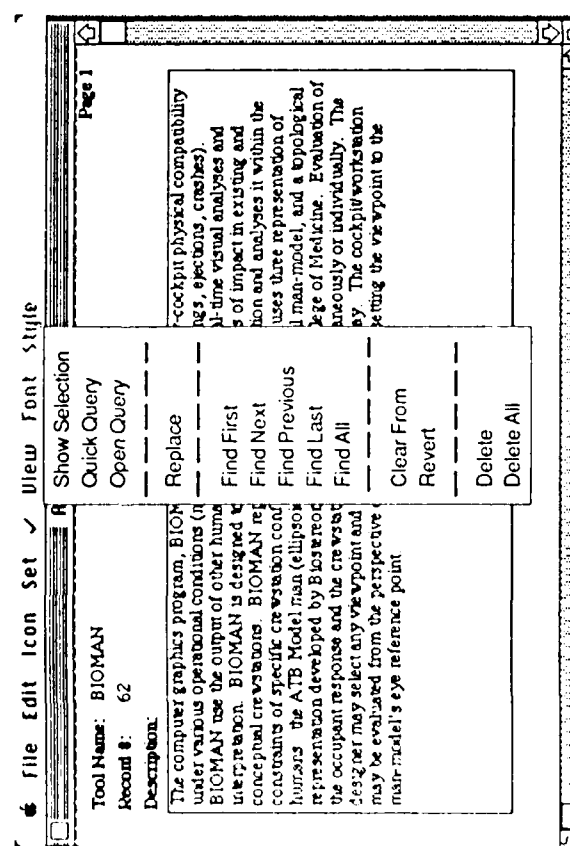 File Edit Icon Set ✓ View Font Style
Tool Name: BIOMAN
Page 1
Record #: 62
Description:
Show Selection
Quick Query
Open Query
Replace
Find First
Find Next
Find Previous
Find Last
Find All
Clear From
Revert
Delete
Delete All
The computer graphics program, BIOM -cockpit physical compatibility
under various operational conditions ngs, ejections, crashes).
BIOMAN use the output of other huma al-time visual analyses and
interpretation. BIOMAN is designed to s of impact in existing and
conceptual crewstations. BIOMAN rep tion and analyses it within the
constraints of specific crewstation conf uses three representation of
humans the ATB Model man (ellipsoi l man-model, and a topological
representation developed by Biostereom lege of Medicine. Evaluation of
the occupant response and the crewstat aneously or individually. The
designer may select any viewpoint and ay. The cockpit/workstation
may be evaluated from the perspective setting the viewpoint to the
man-model's eye reference point